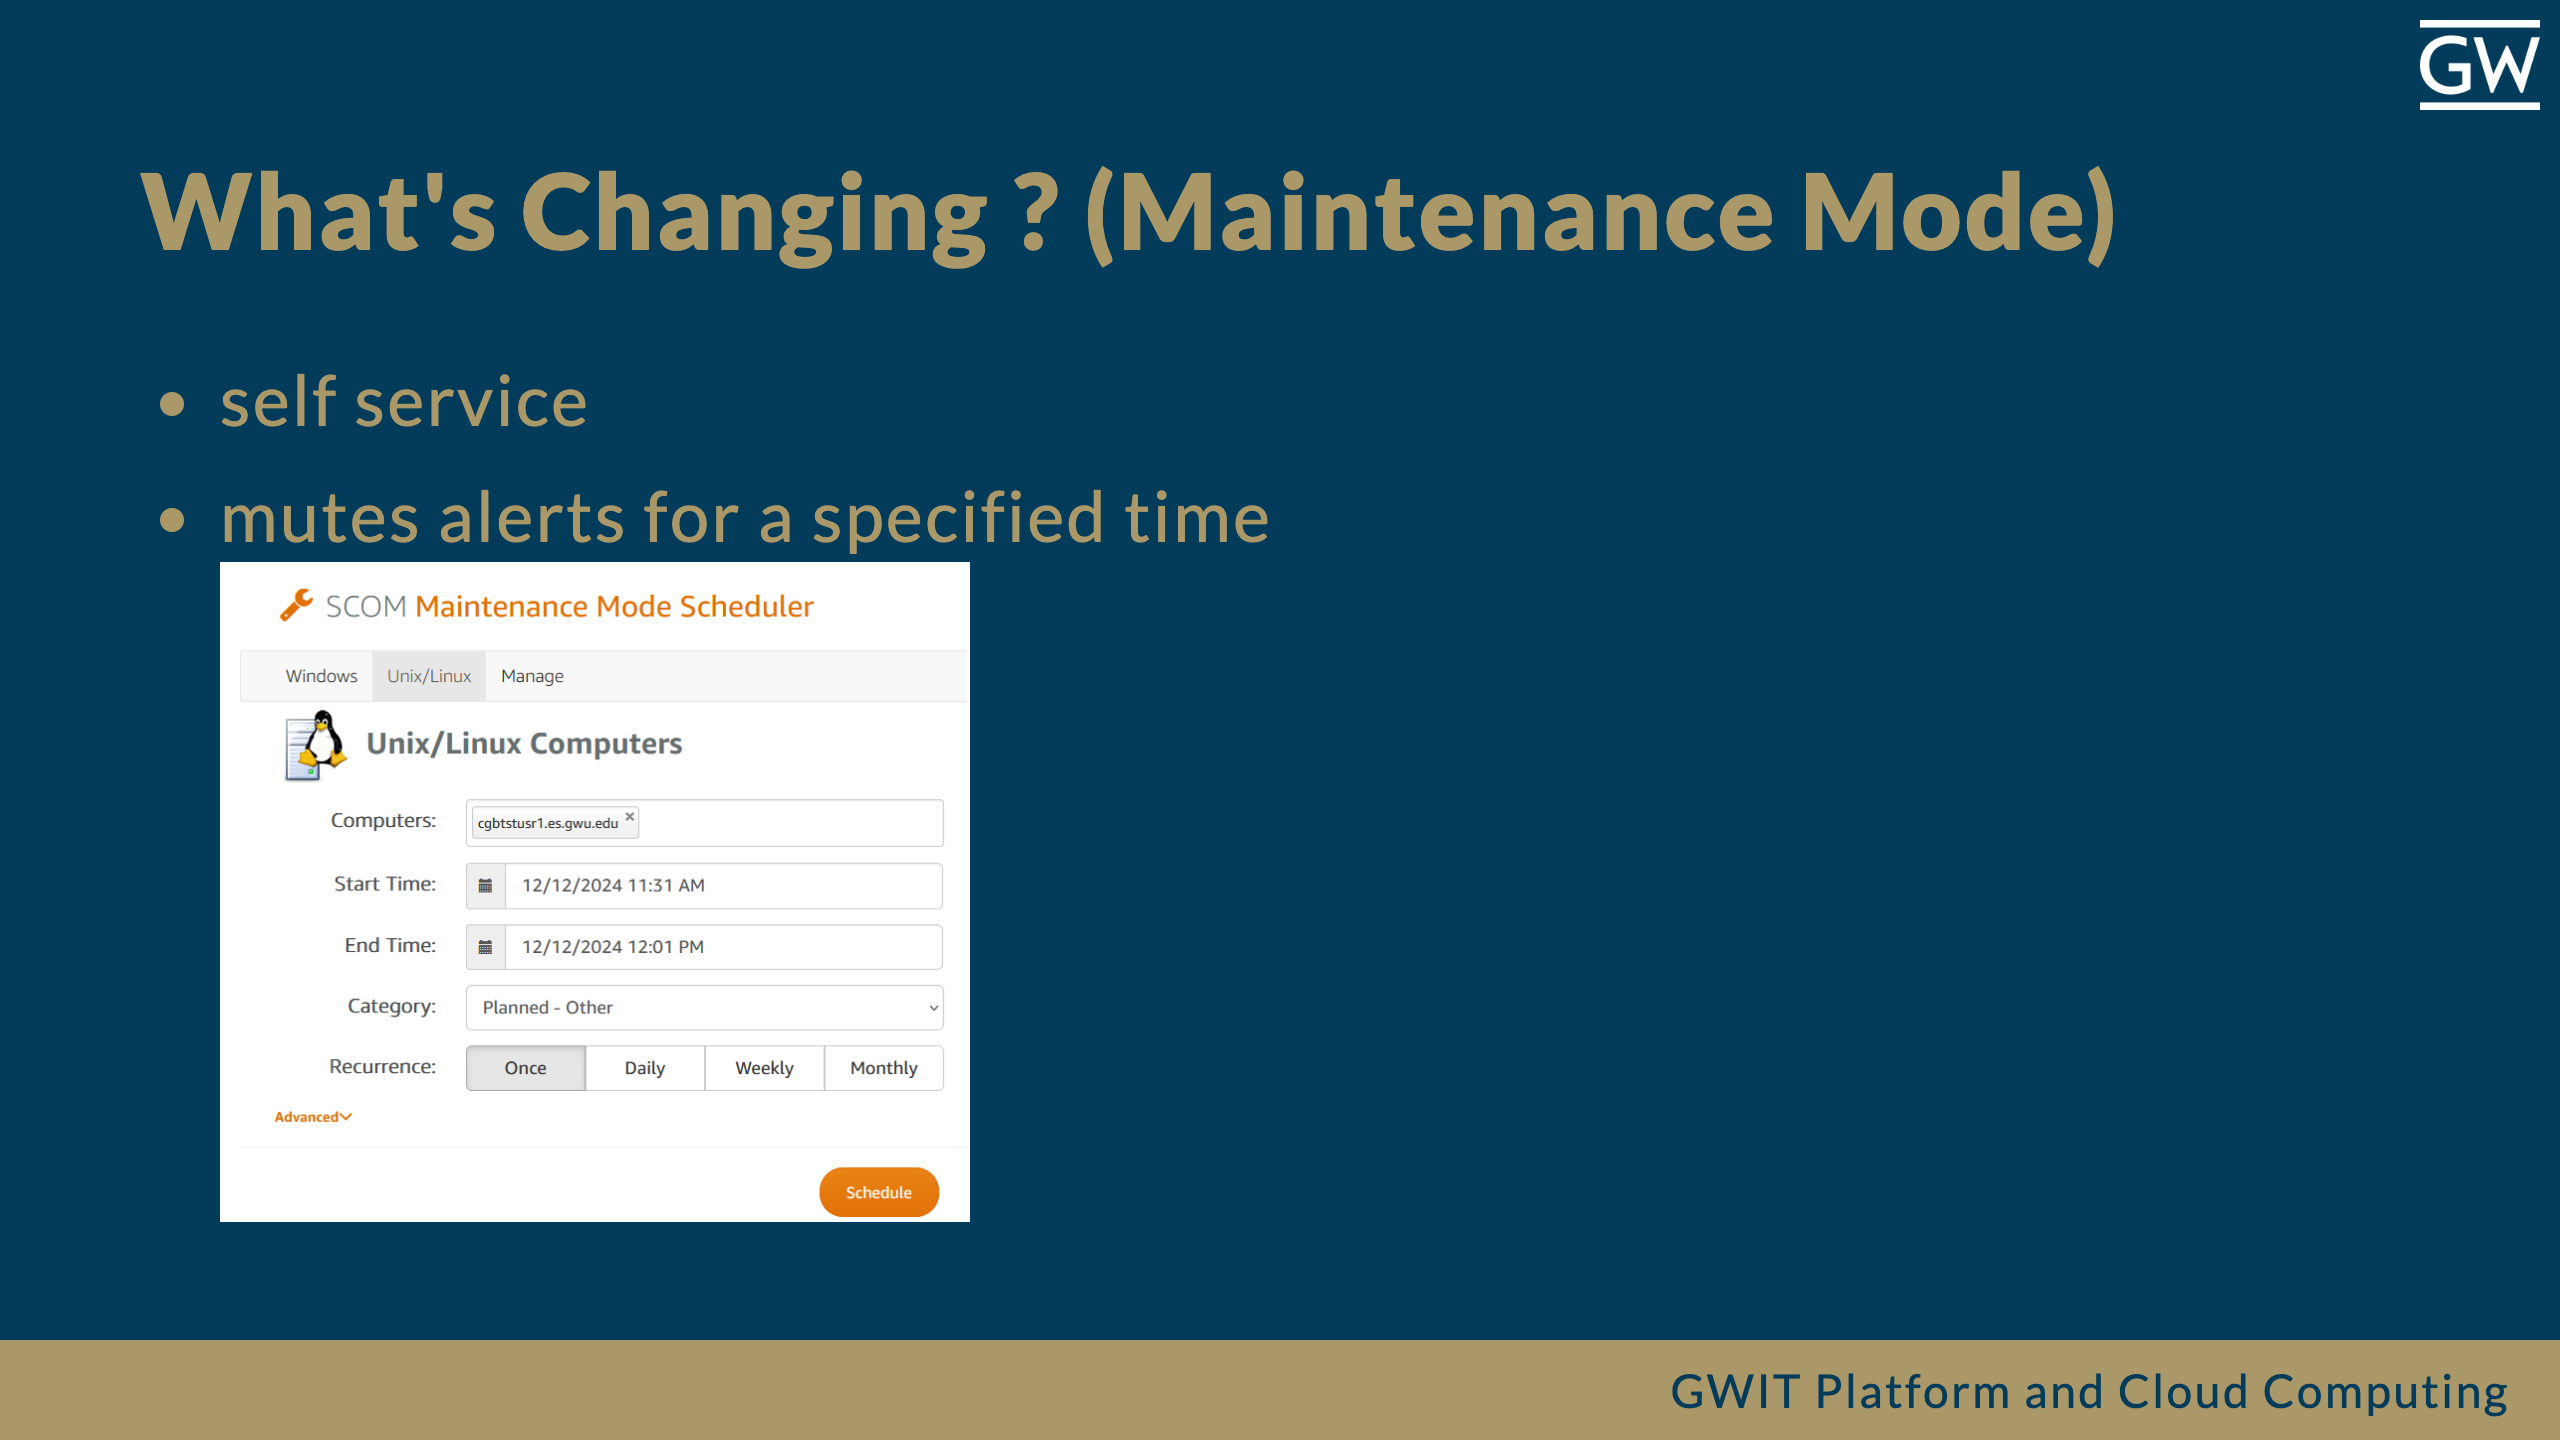 GW
What's Changing ? (Maintenance Mode)
• self service
• mutes alerts for a specified time
SCOM Maintenance Mode Scheduler
Windows Unix/Linux Manage
Unix/Linux Computers
Computers: cgbtstusr1.es.gwu.edu ×
Start Time: 12/12/2024 11:31 AM
End Time: 12/12/2024 12:01 PM
Category: Planned - Other
Recurrence: Once Daily Weekly Monthly
Advanced
Schedule
GWIT Platform and Cloud Computing